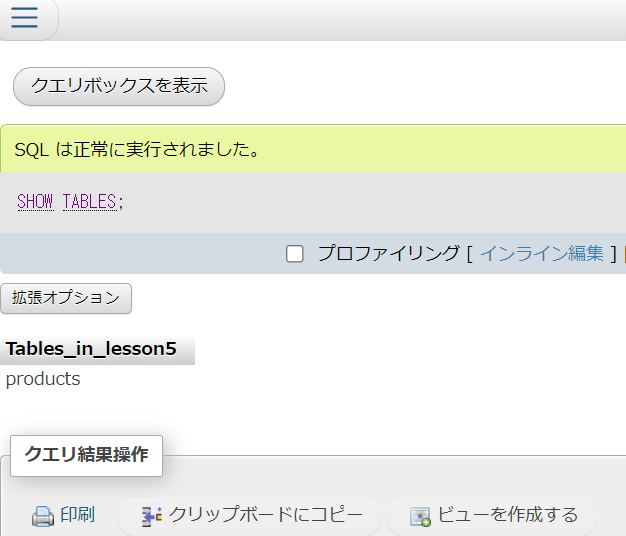 クエリボックスを表示
SQL は正常に実行されました。
SHOW TABLES;
プロファイリング [ インライン編集 ]
拡張オプション
Tables_in_lesson5
products
クエリ結果操作
印刷 クリップボードにコピー ビューを作成する